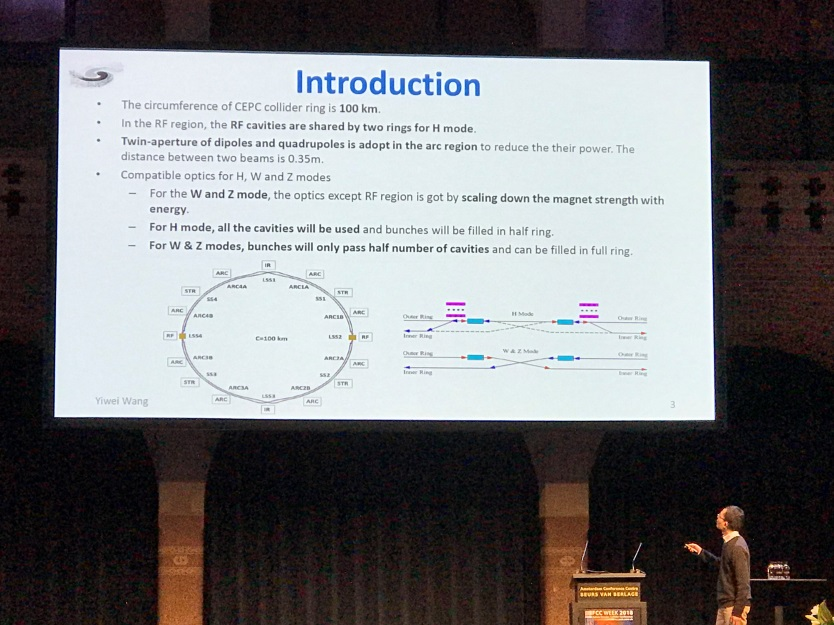 Introduction
• The circumference of CEPC collider ring is 100 km.
• In the RF region, the RF cavities are shared by two rings for H mode.
• Twin-aperture of dipoles and quadrupoles is adopt in the arc region to reduce the their power. The
distance between two beams is 0.35m.
• Compatible optics for H, W and Z modes
– For the W and Z mode, the optics except RF region is got by scaling down the magnet strength with
energy.
– For H mode, all the cavities will be used and bunches will be filled in half ring.
– For W & Z modes, bunches will only pass half number of cavities and can be filled in full ring.
IR
LSS1
ARC
ARC
ARC4A
ARC1A
STR
STR
SS4
SS1
ARC
ARC
ARC4B
ARC1B
RF
LSS4
C=100 km
LSS2
RF
ARC3B
ARC2A
ARC
ARC
SS3
SS2
STR
STR
ARC3A
ARC2B
LSS3
ARC
ARC
IR
H Mode
Outer Ring
Outer Ring
Inner Ring
Inner Ring
W & Z Mode
Outer Ring
Outer Ring
Inner Ring
Inner Ring
Yiwei Wang
3
Amsterdam Conference Centre
BEURS VAN BERLAGE
FCC WEEK 2018